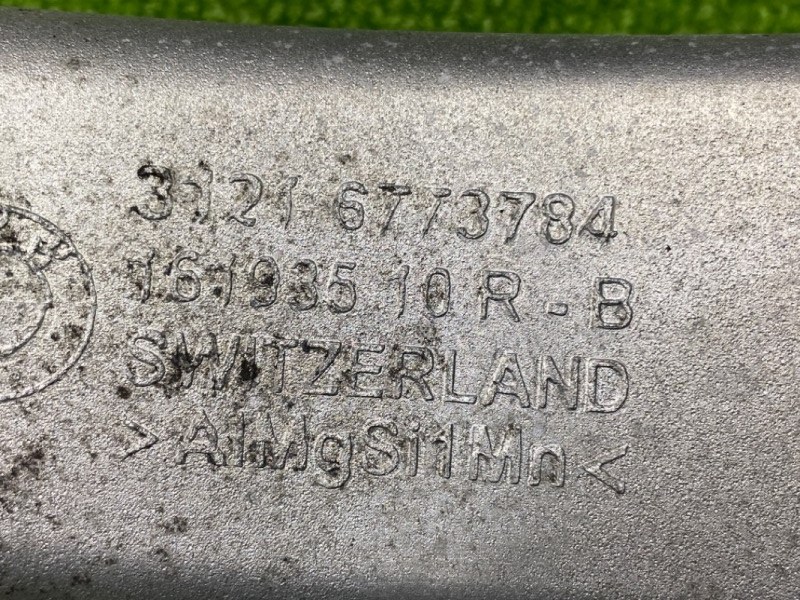 3121 6773784
161935 10 R - B
SWITZERLAND
>AlMgSi1Mn<